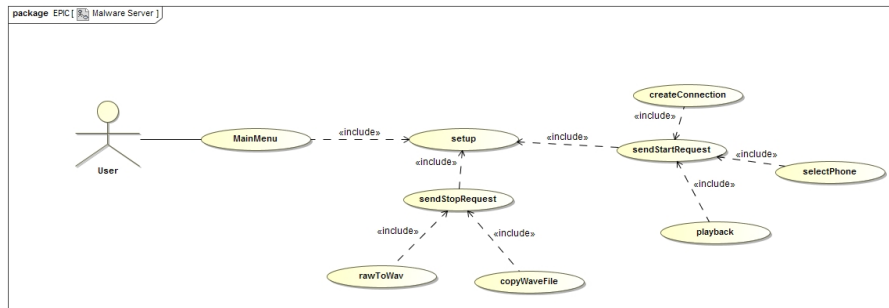 package EPIC [ Malware Server ]
createConnection
«include»
MainMenu
«include»
setup
«include»
sendStartRequest
«include»
selectPhone
User
«include»
sendStopRequest
«include»
«include»
«include»
playback
rawToWav
copyWaveFile